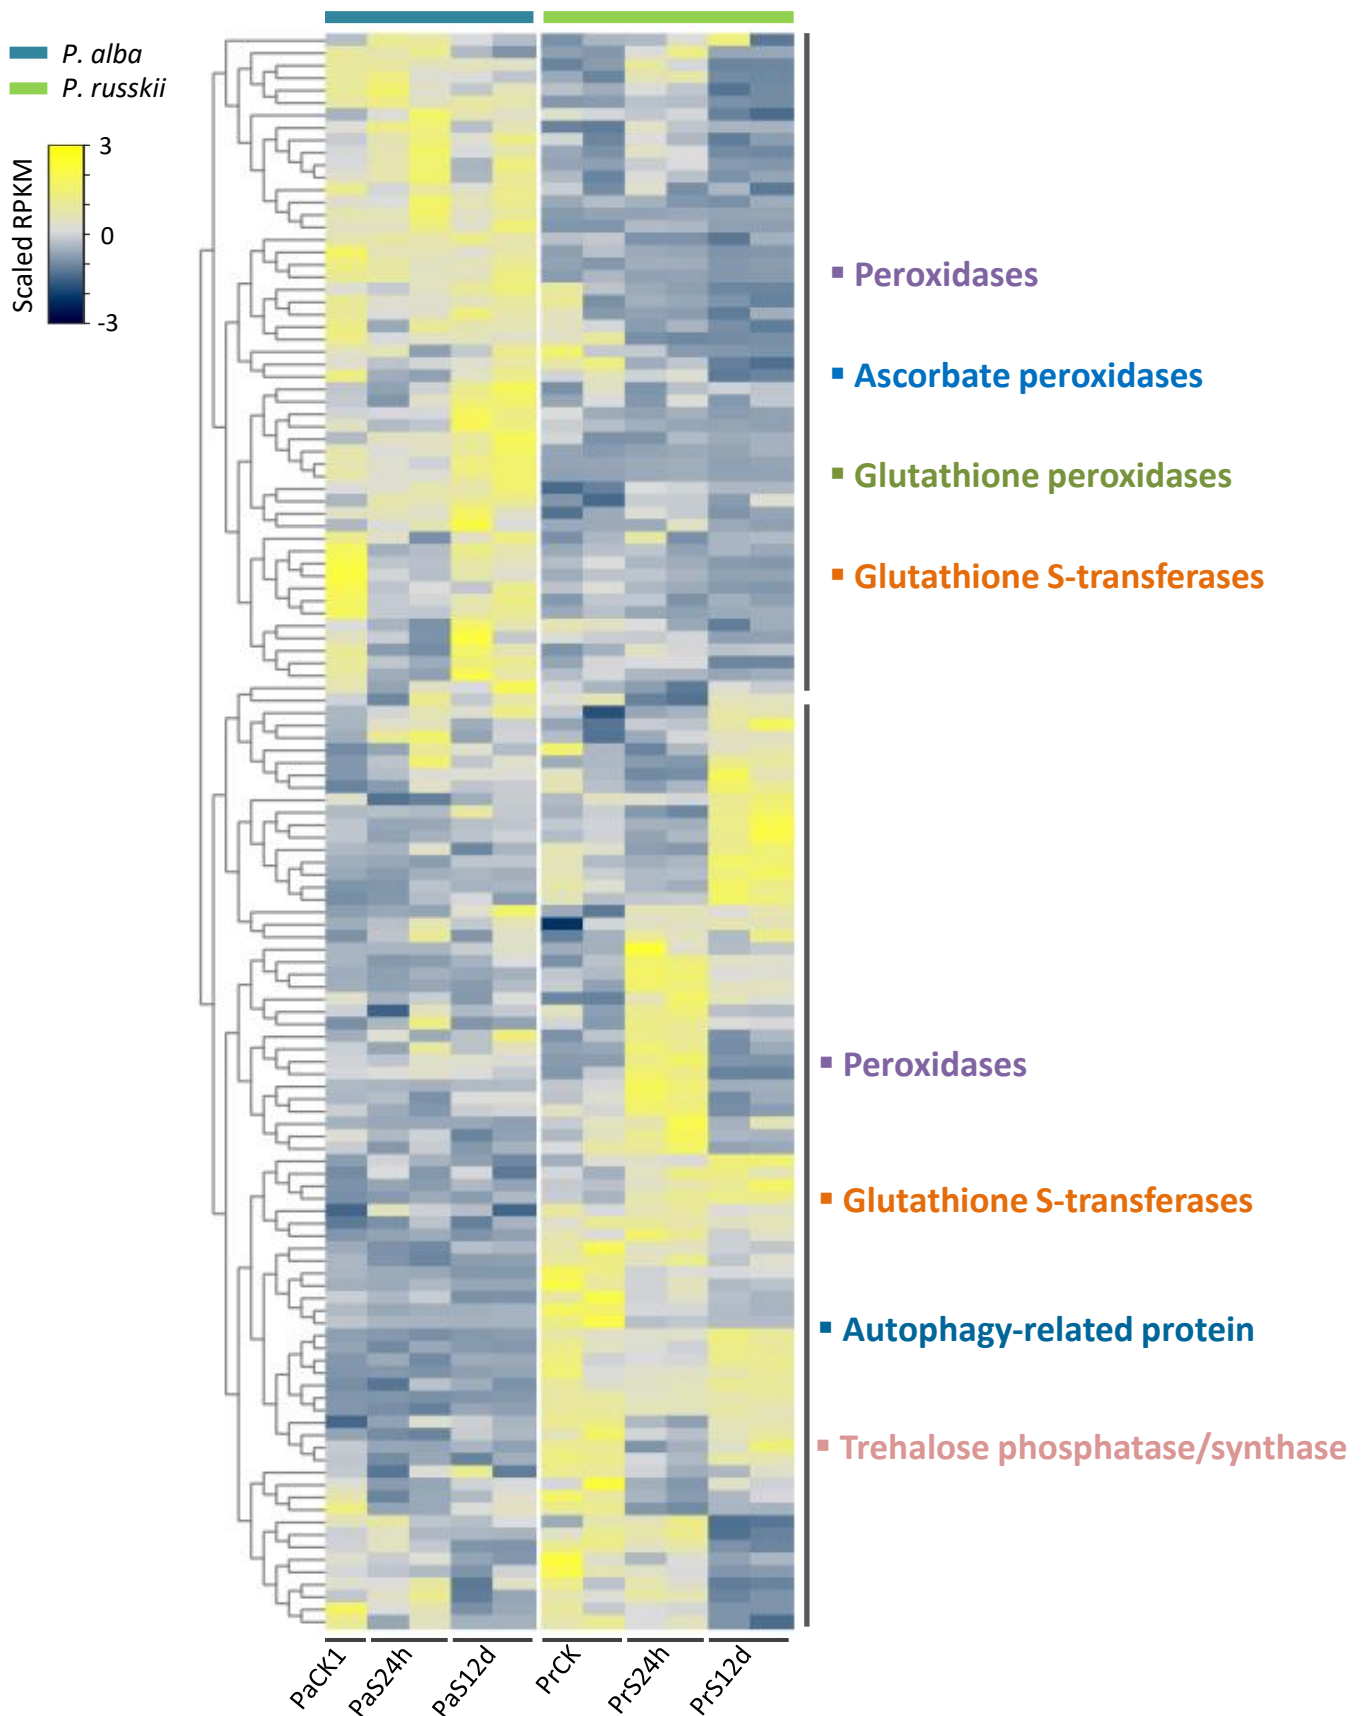 P. alba
P. russkii
Scaled RPKM
3
0
-3
▪ Peroxidases
▪ Ascorbate peroxidases
▪ Glutathione peroxidases
▪ Glutathione S-transferases
▪ Peroxidases
▪ Glutathione S-transferases
▪ Autophagy-related protein
▪ Trehalose phosphatase/synthase
PaCK1
PaS24h
PaS12d
PrCK
PrS24h
PrS12d